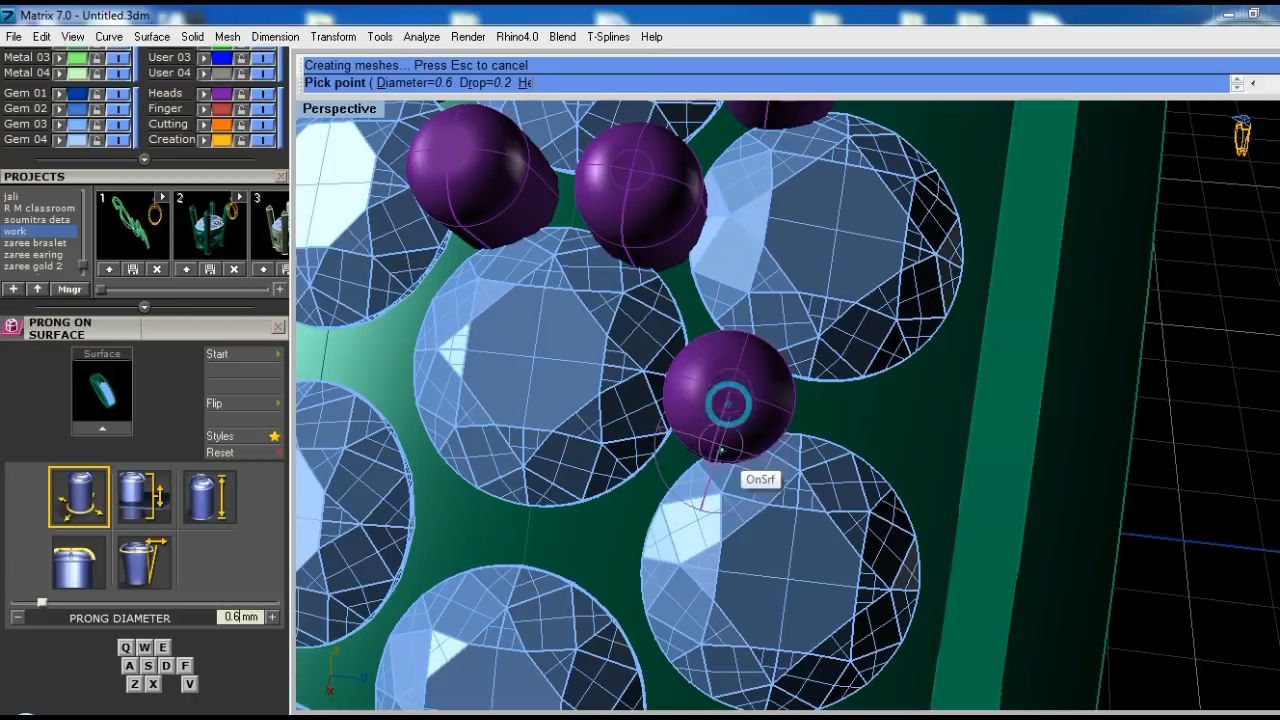 Matrix 7.0 - Untitled.3dm
File Edit View Curve Surface Solid Mesh Dimension Transform Tools Analyze Render Rhino4.0 Blend T-Splines Help
Metal 03 User 03
Metal 04 User 04
Gem 01 Heads
Gem 02 Finger
Gem 03 Cutting
Gem 04 Creation
Creating meshes... Press Esc to cancel
Pick point ( Diameter=0.6 Drop=0.2 He
Perspective
PROJECTS
jali
R M classroom
soumitra deta
work
zaree braslet
zaree earing
zaree gold 2
1 2 3
+ Mngr
PRONG ON
SURFACE
Surface
Start
Flip
Styles
Reset
OnSrf
PRONG DIAMETER 0.6 mm
Q W E
A S D F
Z X V